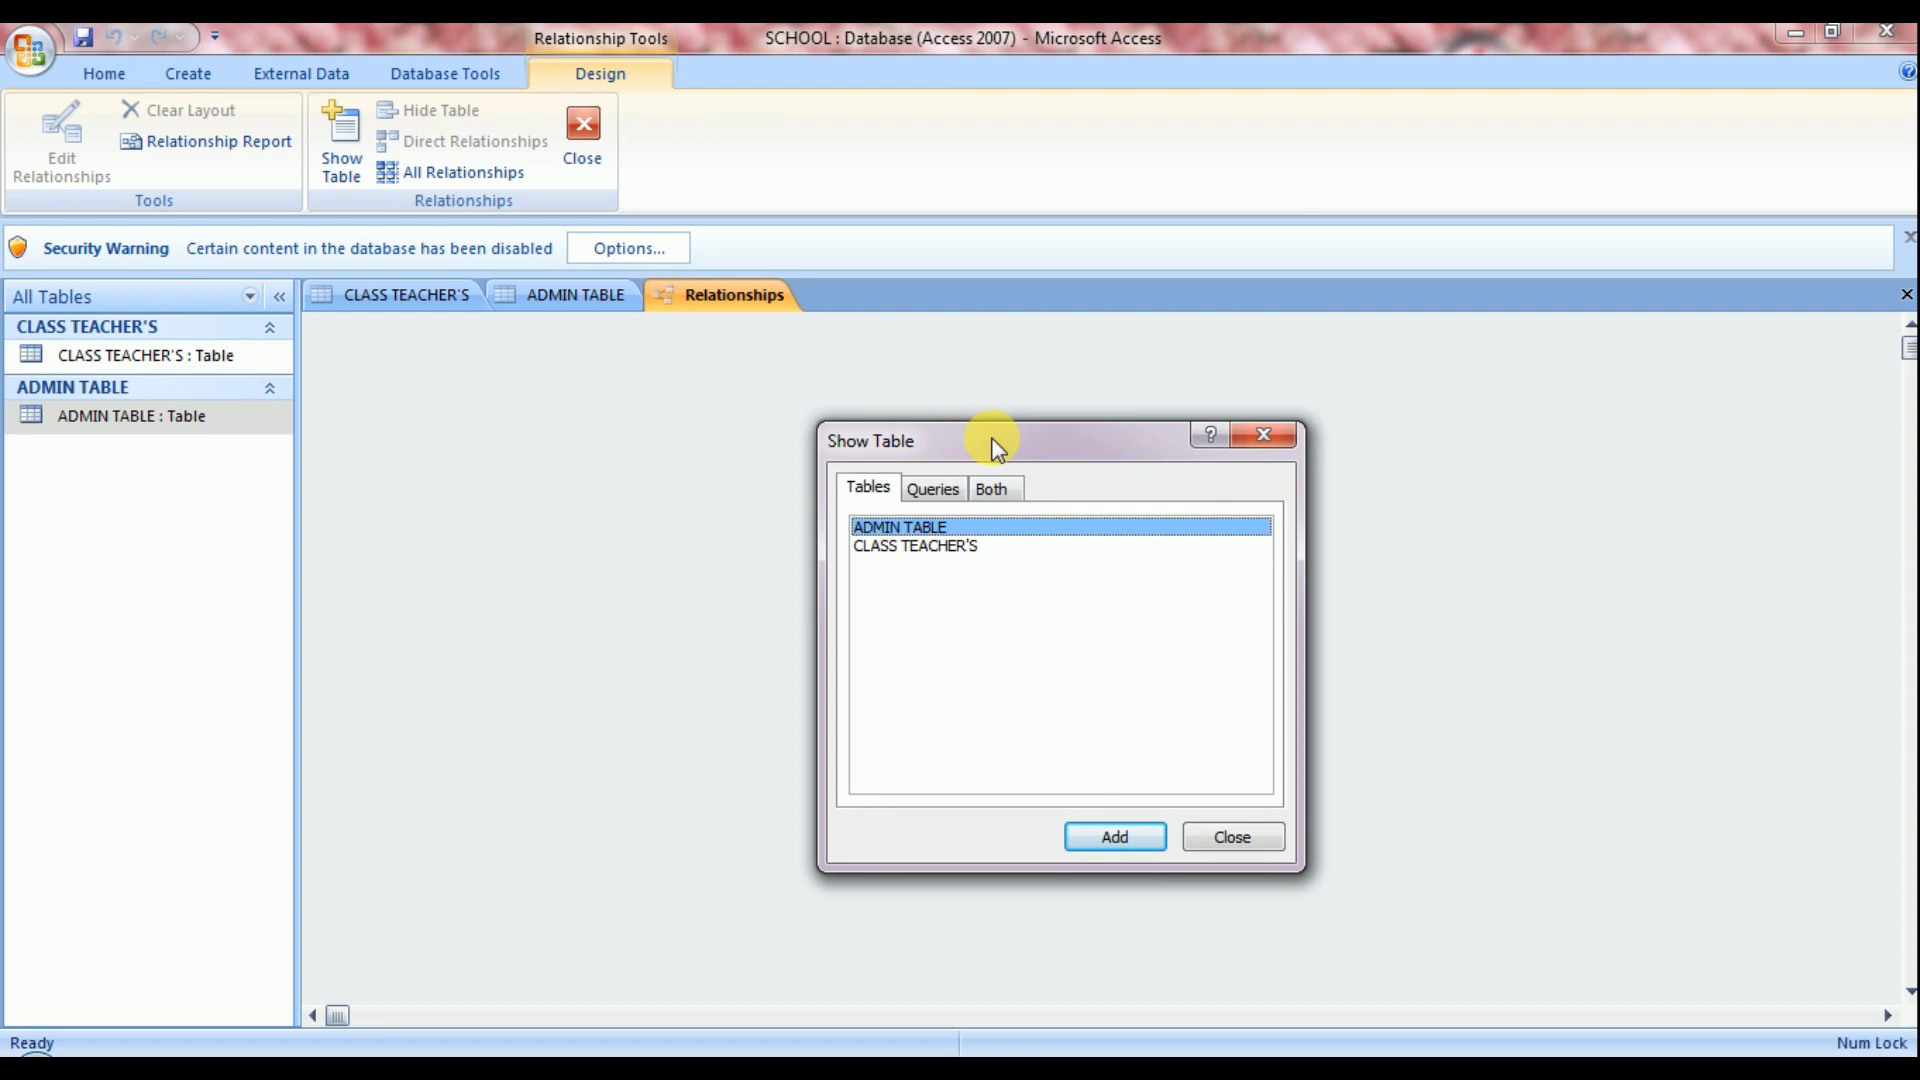 Relationship Tools
SCHOOL : Database (Access 2007) - Microsoft Access
Home Create External Data Database Tools Design
Edit Relationships
Clear Layout
Relationship Report
Tools
Show Table
Hide Table
Direct Relationships
All Relationships
Close
Relationships
Security Warning Certain content in the database has been disabled Options...
All Tables «
CLASS TEACHER'S
CLASS TEACHER'S : Table
ADMIN TABLE
ADMIN TABLE : Table
CLASS TEACHER'S ADMIN TABLE Relationships
Show Table
Tables Queries Both
ADMIN TABLE
CLASS TEACHER'S
Add Close
Ready Num Lock